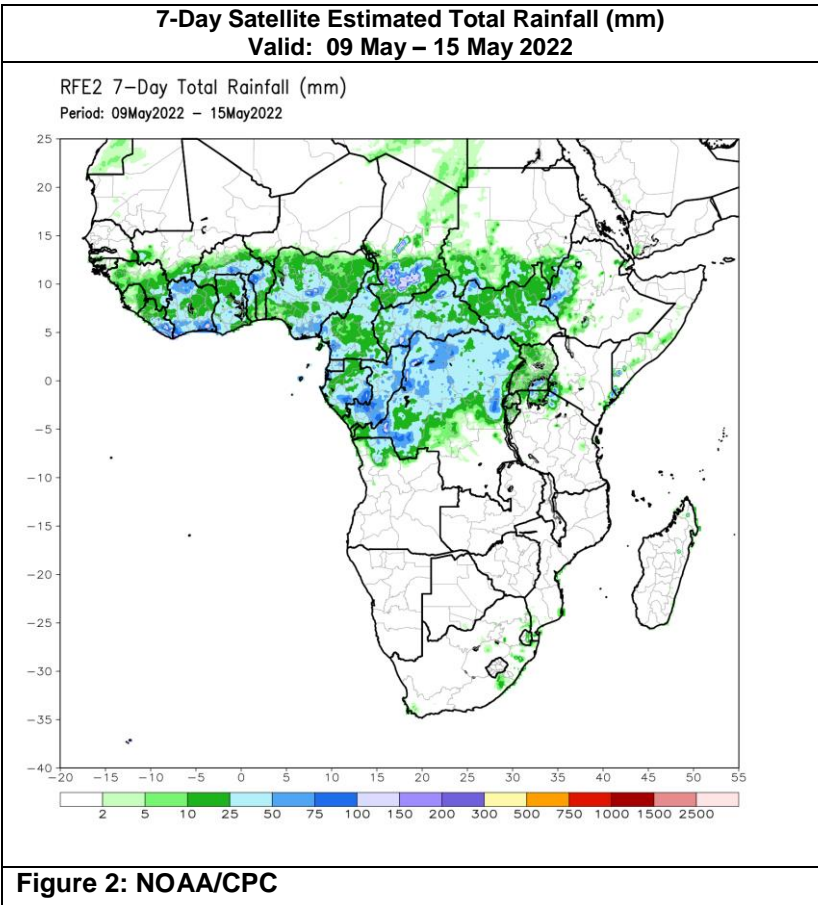 7-Day Satellite Estimated Total Rainfall (mm)
Valid:  09 May – 15 May 2022
RFE2 7-Day Total Rainfall (mm)
Period: 09May2022 – 15May2022
25
20
15
10
5
0
-5
-10
-15
-20
-25
-30
-35
-40
-20 -15 -10 -5 0 5 10 15 20 25 30 35 40 45 50 55
2 5 10 25 50 75 100 150 200 300 500 750 1000 1500 2500
Figure 2: NOAA/CPC